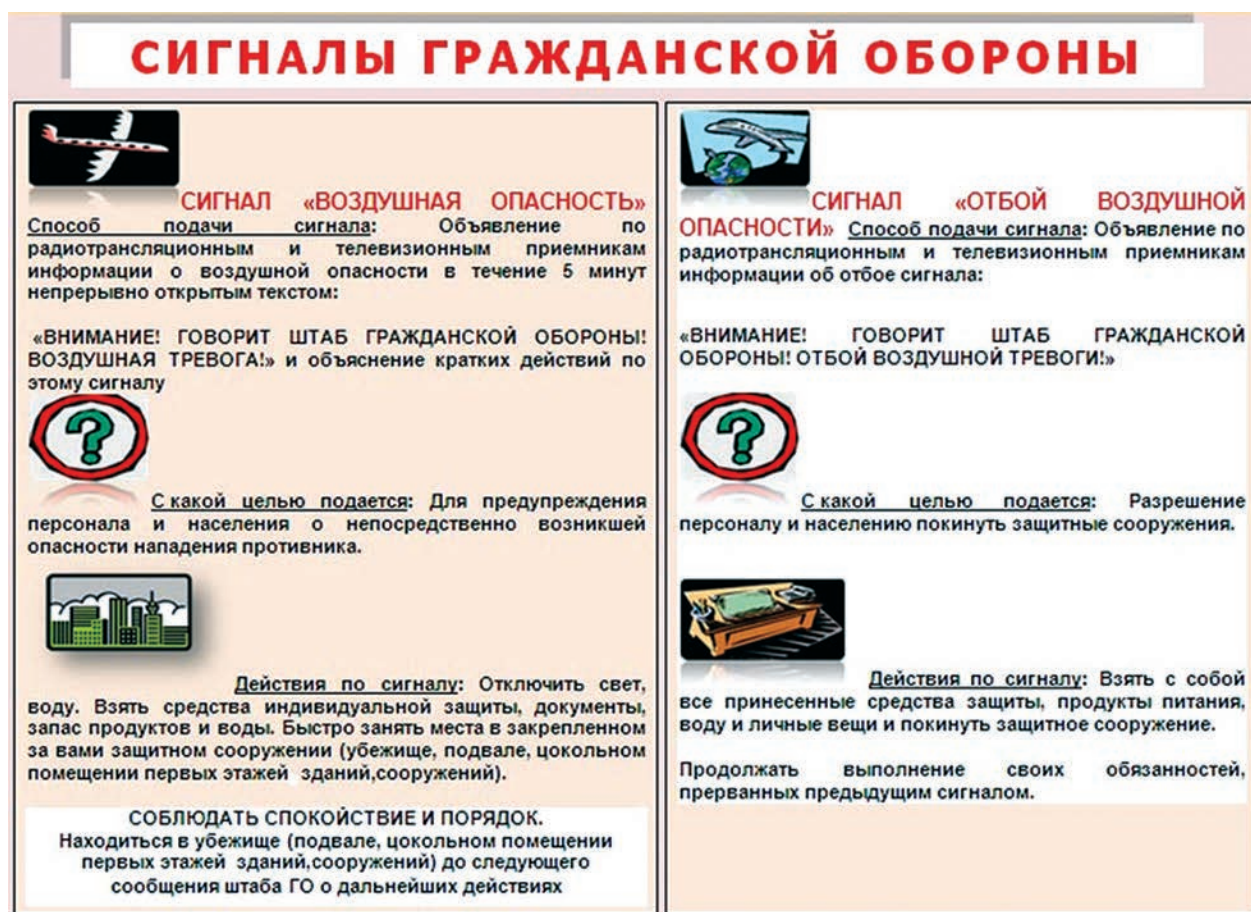 СИГНАЛЫ ГРАЖДАНСКОЙ ОБОРОНЫ
СИГНАЛ «ВОЗДУШНАЯ ОПАСНОСТЬ»
Способ подачи сигнала: Объявление по
радиотрансляционным и телевизионным приемникам
информации о воздушной опасности в течение 5 минут
непрерывно открытым текстом:
«ВНИМАНИЕ! ГОВОРИТ ШТАБ ГРАЖДАНСКОЙ ОБОРОНЫ!
ВОЗДУШНАЯ ТРЕВОГА!» и объяснение кратких действий по
этому сигналу
С какой целью подается: Для предупреждения
персонала и населения о непосредственно возникшей
опасности нападения противника.
Действия по сигналу: Отключить свет,
воду. Взять средства индивидуальной защиты, документы,
запас продуктов и воды. Быстро занять места в закрепленном
за вами защитном сооружении (убежище, подвале, цокольном
помещении первых этажей зданий,сооружений).
СОБЛЮДАТЬ СПОКОЙСТВИЕ И ПОРЯДОК.
Находиться в убежище (подвале, цокольном помещении
первых этажей зданий,сооружений) до следующего
сообщения штаба ГО о дальнейших действиях
СИГНАЛ «ОТБОЙ ВОЗДУШНОЙ
ОПАСНОСТИ» Способ подачи сигнала: Объявление по
радиотрансляционным и телевизионным приемникам
информации об отбое сигнала:
«ВНИМАНИЕ! ГОВОРИТ ШТАБ ГРАЖДАНСКОЙ
ОБОРОНЫ! ОТБОЙ ВОЗДУШНОЙ ТРЕВОГИ!»
С какой целью подается: Разрешение
персоналу и населению покинуть защитные сооружения.
Действия по сигналу: Взять с собой
все принесенные средства защиты, продукты питания,
воду и личные вещи и покинуть защитное сооружение.
Продолжать выполнение своих обязанностей,
прерванных предыдущим сигналом.